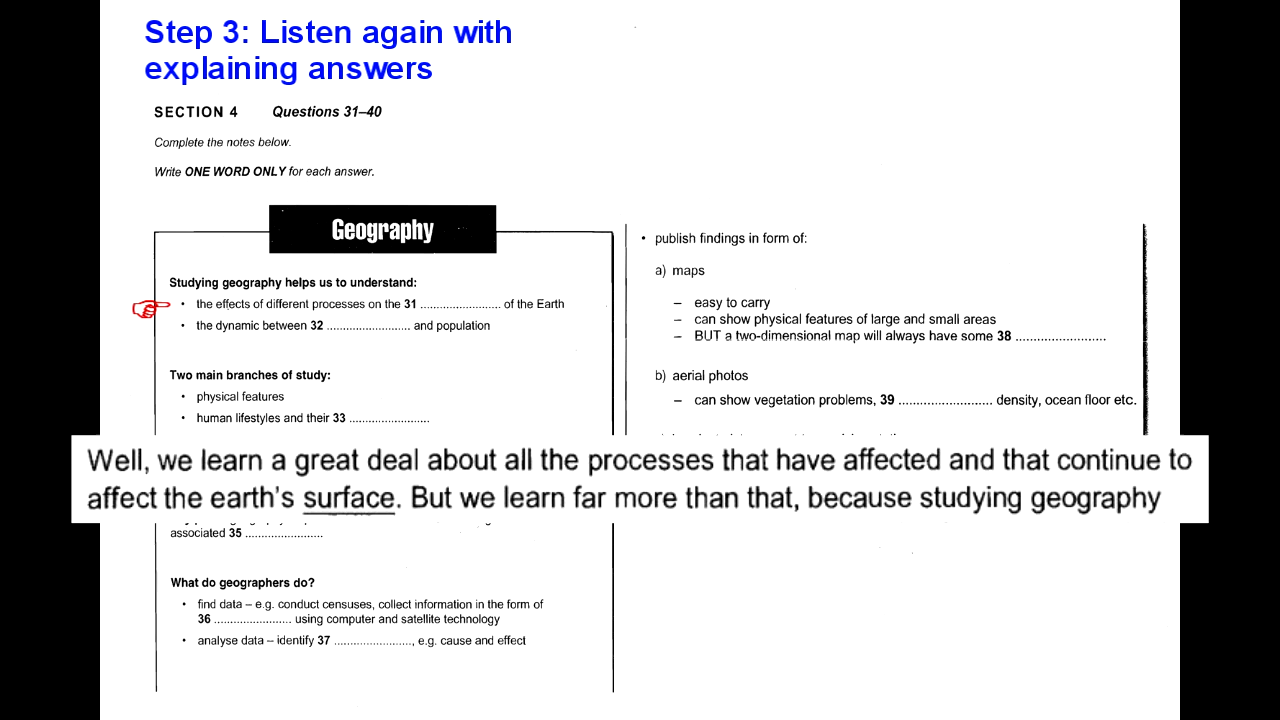 Step 3: Listen again with
explaining answers
SECTION 4 Questions 31–40
Complete the notes below.
Write ONE WORD ONLY for each answer.
Geography
Studying geography helps us to understand:
• the effects of different processes on the 31 ........................ of the Earth
• the dynamic between 32 ......................... and population
Two main branches of study:
• physical features
• human lifestyles and their 33 ........................
Well, we learn a great deal about all the processes that have affected and that continue to
affect the earth's surface. But we learn far more than that, because studying geography
associated 35 ........................
What do geographers do?
• find data – e.g. conduct censuses, collect information in the form of
36 ........................ using computer and satellite technology
• analyse data – identify 37 ........................, e.g. cause and effect
• publish findings in form of:
a) maps
– easy to carry
– can show physical features of large and small areas
– BUT a two-dimensional map will always have some 38 ........................
b) aerial photos
– can show vegetation problems, 39 ........................ density, ocean floor etc.